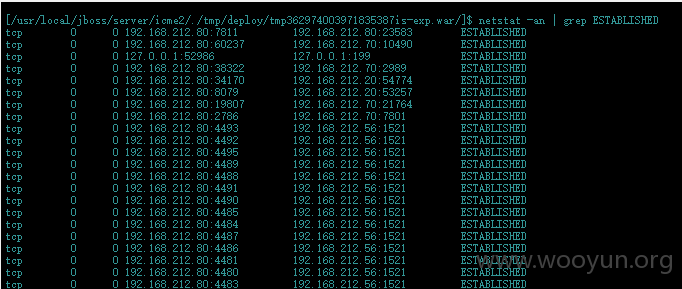 [/usr/local/jboss/server/icme2/./tmp/deploy/tmp362974003971835387is-exp.war/]$ netstat -an | grep ESTABLISHED
tcp 0 0 192.168.212.80:7811 192.168.212.80:23583 ESTABLISHED
tcp 0 0 192.168.212.80:60237 192.168.212.70:10490 ESTABLISHED
tcp 0 0 127.0.0.1:52986 127.0.0.1:199 ESTABLISHED
tcp 0 0 192.168.212.80:38322 192.168.212.70:2989 ESTABLISHED
tcp 0 0 192.168.212.80:34170 192.168.212.20:54774 ESTABLISHED
tcp 0 0 192.168.212.80:8079 192.168.212.20:53257 ESTABLISHED
tcp 0 0 192.168.212.80:19807 192.168.212.70:21764 ESTABLISHED
tcp 0 0 192.168.212.80:2786 192.168.212.70:7801 ESTABLISHED
tcp 0 0 192.168.212.80:4493 192.168.212.56:1521 ESTABLISHED
tcp 0 0 192.168.212.80:4492 192.168.212.56:1521 ESTABLISHED
tcp 0 0 192.168.212.80:4495 192.168.212.56:1521 ESTABLISHED
tcp 0 0 192.168.212.80:4489 192.168.212.56:1521 ESTABLISHED
tcp 0 0 192.168.212.80:4488 192.168.212.56:1521 ESTABLISHED
tcp 0 0 192.168.212.80:4491 192.168.212.56:1521 ESTABLISHED
tcp 0 0 192.168.212.80:4490 192.168.212.56:1521 ESTABLISHED
tcp 0 0 192.168.212.80:4485 192.168.212.56:1521 ESTABLISHED
tcp 0 0 192.168.212.80:4484 192.168.212.56:1521 ESTABLISHED
tcp 0 0 192.168.212.80:4487 192.168.212.56:1521 ESTABLISHED
tcp 0 0 192.168.212.80:4486 192.168.212.56:1521 ESTABLISHED
tcp 0 0 192.168.212.80:4481 192.168.212.56:1521 ESTABLISHED
tcp 0 0 192.168.212.80:4480 192.168.212.56:1521 ESTABLISHED
tcp 0 0 192.168.212.80:4483 192.168.212.56:1521 ESTABLISHED
www.wooyun.org